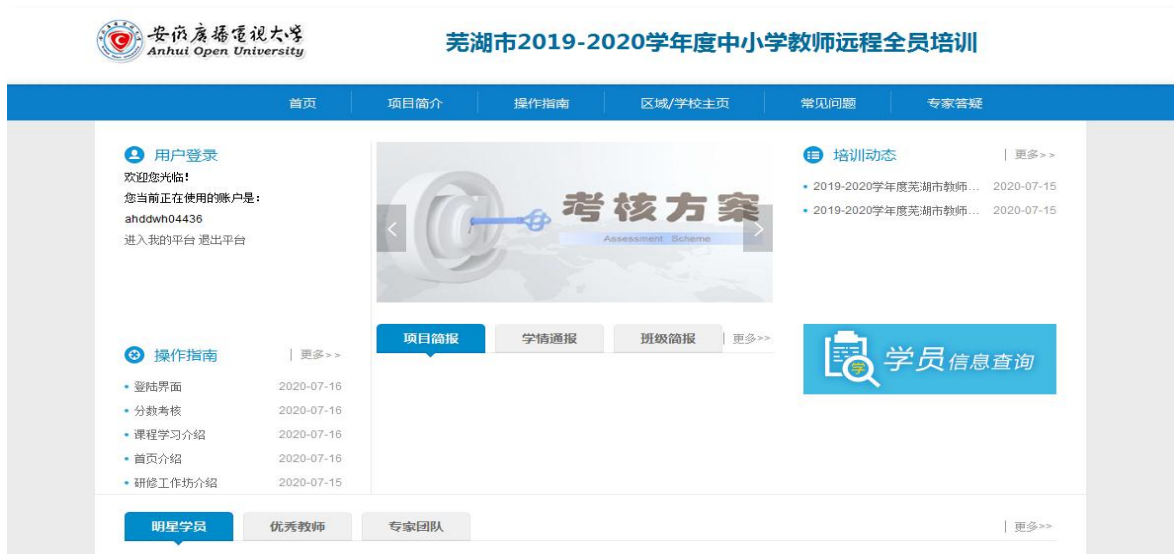 安徽广播電視大学
Anhui Open University
芜湖市2019-2020学年度中小学教师远程全员培训
首页 项目简介 操作指南 区域/学校主页 常见问题 专家答疑
用户登录
欢迎您光临！
您当前正在使用的账户是：
ahddwh04436
进入我的平台 退出平台
考核方案
Assessment Scheme
培训动态 更多>>
2019-2020学年度芜湖市教师... 2020-07-15
2019-2020学年度芜湖市教师... 2020-07-15
操作指南 更多>>
登陆界面 2020-07-16
分数考核 2020-07-16
课程学习介绍 2020-07-16
首页介绍 2020-07-16
研修工作坊介绍 2020-07-15
项目简报 学情通报 班级简报 更多>>
学
学员信息查询
明星学员 优秀教师 专家团队 更多>>